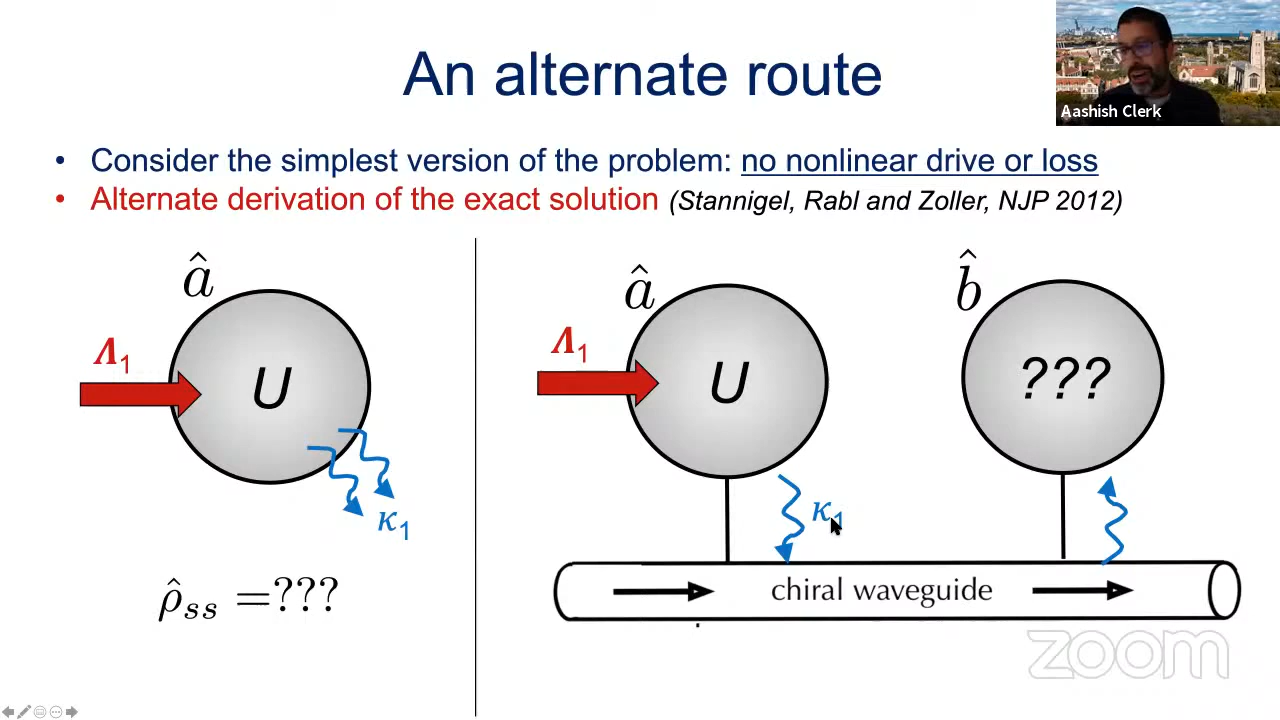 An alternate route
Aashish Clerk
• Consider the simplest version of the problem: no nonlinear drive or loss
• Alternate derivation of the exact solution (Stannigel, Rabl and Zoller, NJP 2012)
â
Λ1
U
κ1
ρ̂ss =???
â
Λ1
U
κ1
b̂
???
chiral waveguide
zoom